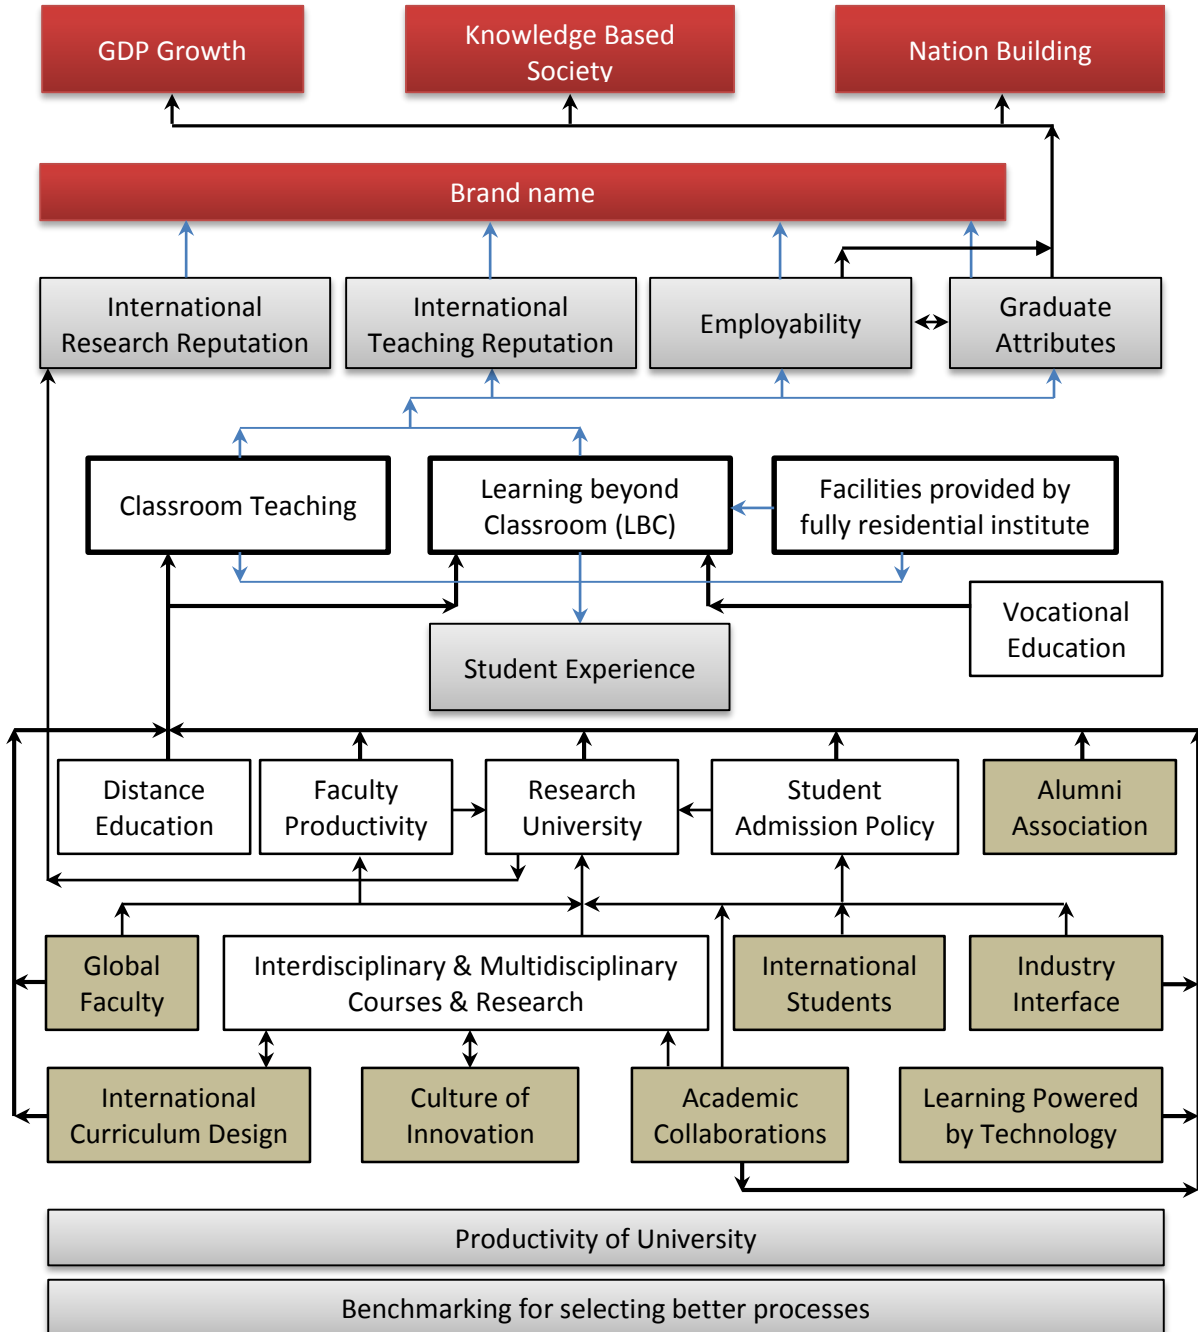 GDP Growth
Knowledge Based
Society
Nation Building
Brand name
International
Research Reputation
International
Teaching Reputation
Employability
Graduate
Attributes
Classroom Teaching
Learning beyond
Classroom (LBC)
Facilities provided by
fully residential institute
Vocational
Education
Student Experience
Distance
Education
Faculty
Productivity
Research
University
Student
Admission Policy
Alumni
Association
Global
Faculty
Interdisciplinary & Multidisciplinary
Courses & Research
International
Students
Industry
Interface
International
Curriculum Design
Culture of
Innovation
Academic
Collaborations
Learning Powered
by Technology
Productivity of University
Benchmarking for selecting better processes